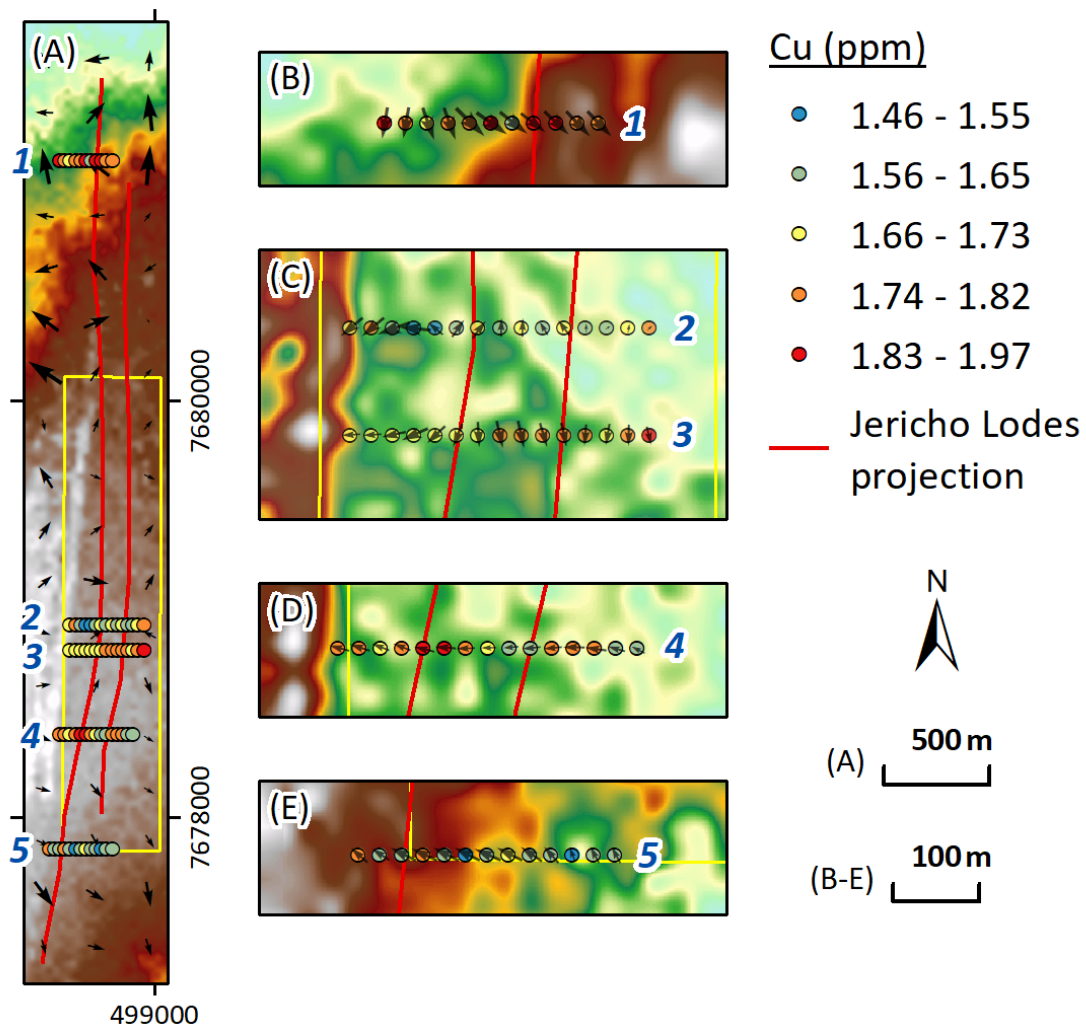 (A)
1
2
3
4
5
7680000
7678000
499000
(B)
1
(C)
2
3
(D)
4
(E)
5
Cu (ppm)
1.46 - 1.55
1.56 - 1.65
1.66 - 1.73
1.74 - 1.82
1.83 - 1.97
Jericho Lodes
projection
N
500 m
(A)
100 m
(B-E)